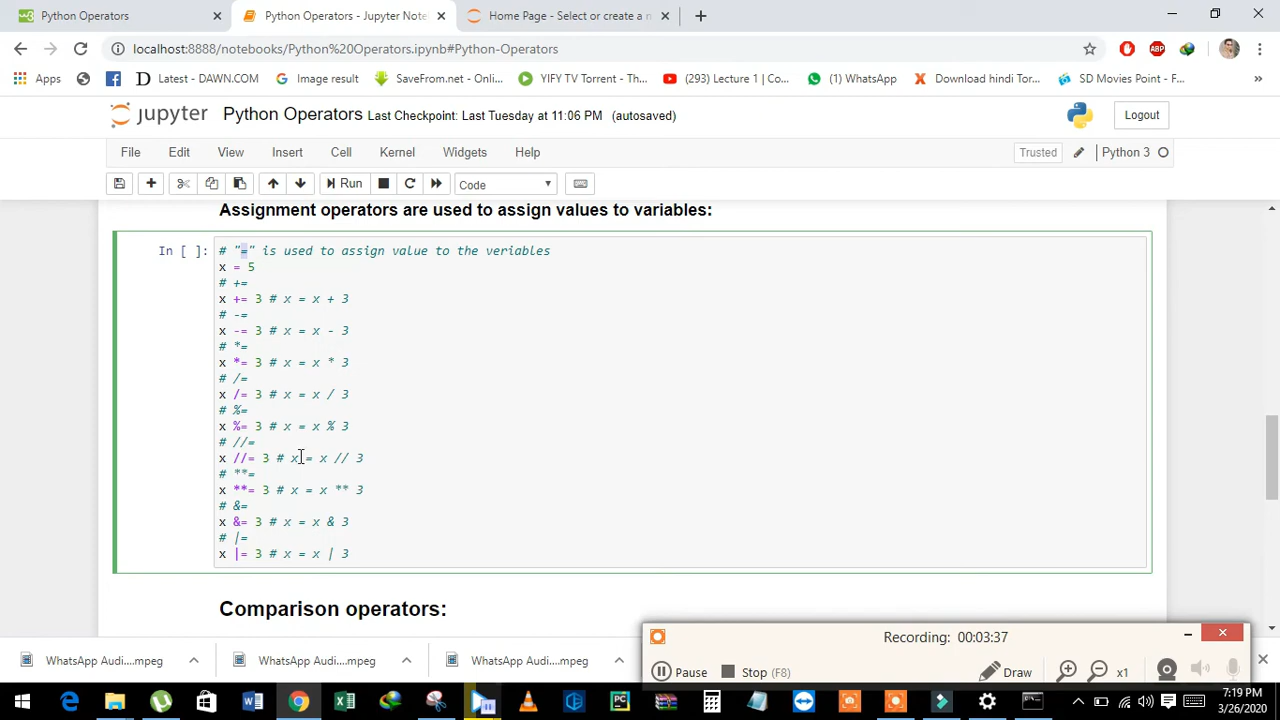 Python Operators
Python Operators - Jupyter Note
Home Page - Select or create a n
localhost:8888/notebooks/Python%20Operators.ipynb#Python-Operators
Apps
Latest - DAWN.COM
Image result
SaveFrom.net - Onli...
YIFY TV Torrent - Th...
(293) Lecture 1 | Co...
(1) WhatsApp
Download hindi Tor...
SD Movies Point - F...
»
jupyter Python Operators Last Checkpoint: Last Tuesday at 11:06 PM (autosaved)
Logout
File Edit View Insert Cell Kernel Widgets Help
Trusted
Python 3
Run
Code
Assignment operators are used to assign values to variables:
In [ ]: # "=" is used to assign value to the veriables
x = 5
# +=
x += 3 # x = x + 3
# -=
x -= 3 # x = x - 3
# *=
x *= 3 # x = x * 3
# /=
x /= 3 # x = x / 3
# %=
x %= 3 # x = x % 3
# //=
x //= 3 # x = x // 3
# **=
x **= 3 # x = x ** 3
# &=
x &= 3 # x = x & 3
# |=
x |= 3 # x = x | 3
Comparison operators:
Recording: 00:03:37
Pause
Stop (F8)
Draw
x1
WhatsApp Audi....mpeg
WhatsApp Audi....mpeg
WhatsApp Audi....mpeg
7:19 PM
3/26/2020